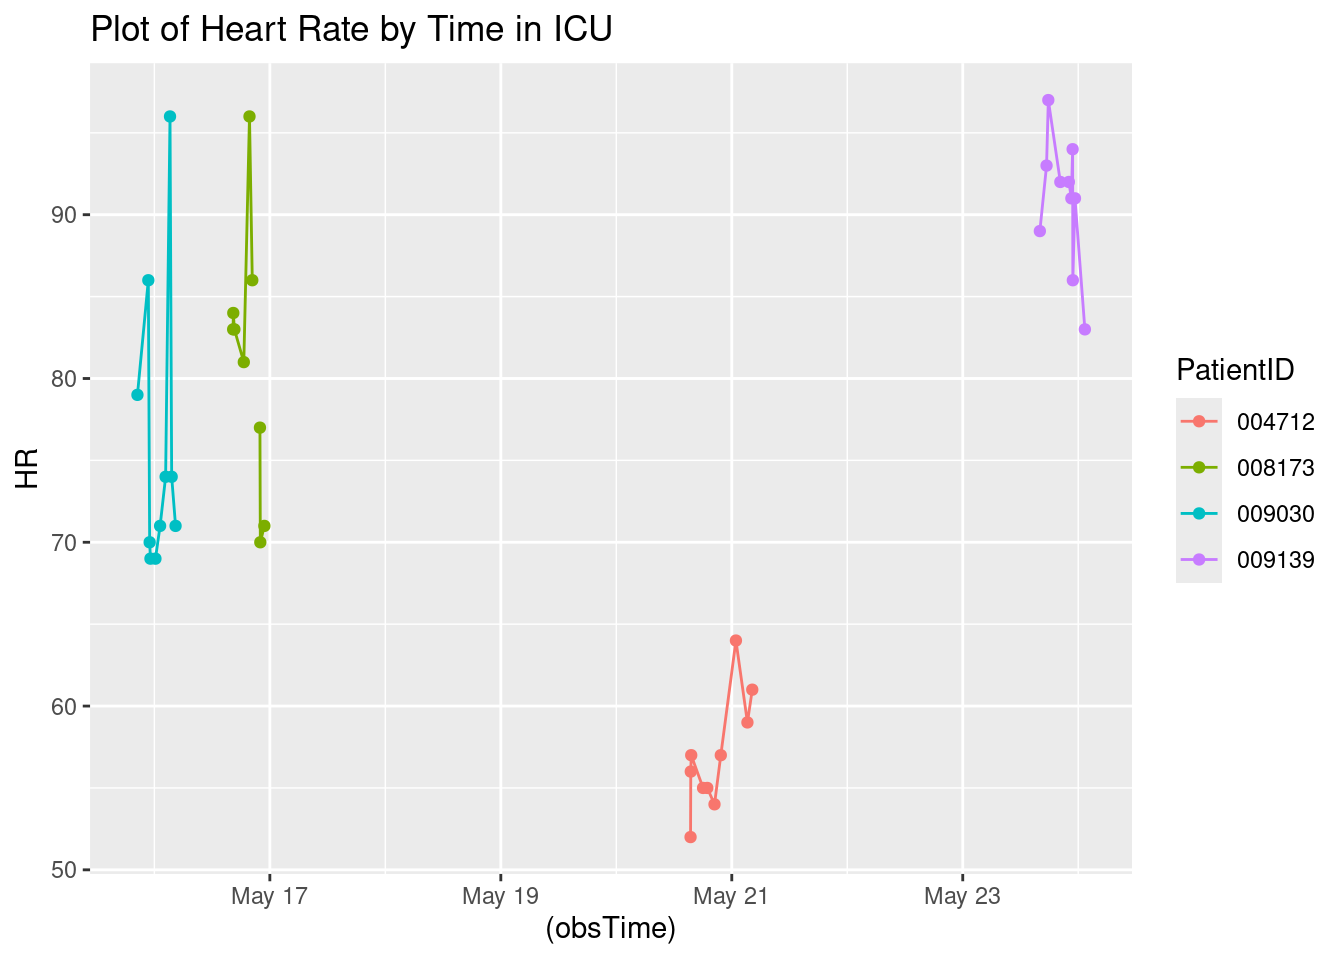 Plot of Heart Rate by Time in ICU
90
80
70
60
50
HR
May 17
May 19
May 21
May 23
(obsTime)
PatientID
004712
008173
009030
009139